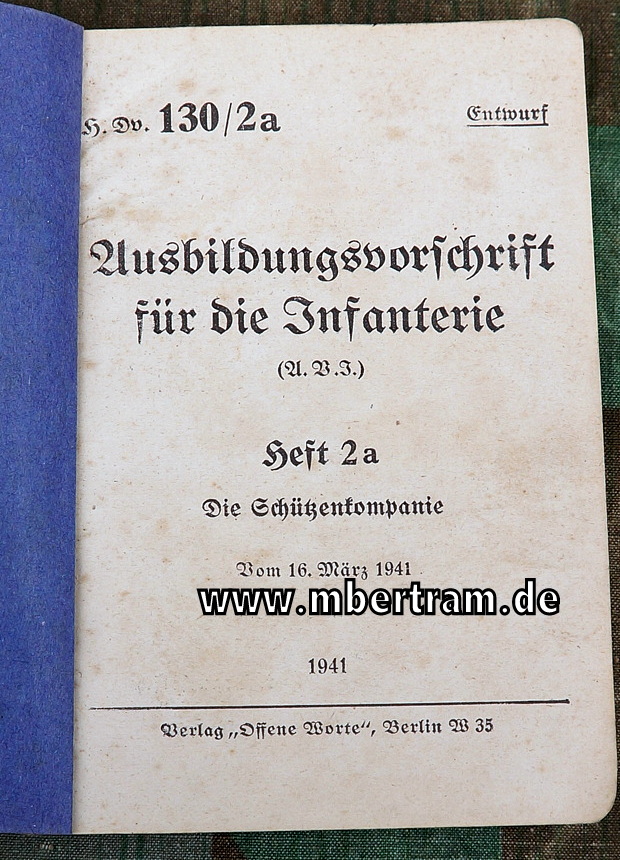 H. Dv. 130/2a
Entwurf
Ausbildungsvorschrift
für die Infanterie
(A. V. I.)
Heft 2a
Die Schützenkompanie
Vom 16. März 1941
www.mbertram.de
1941
Verlag „Offene Worte“, Berlin W 35